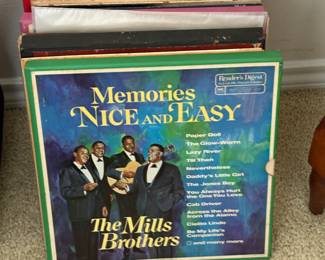 Reader's Digest
Memories
NICE AND EASY
Paper Doll
The Glow-Worm
Lazy River
Till Then
Nevertheless
Daddy's Little Girl
The Jones Boy
You Always Hurt
the One You Love
Cab Driver
Across the Alley
from the Alamo
Cielito Lindo
Be My Life's
Companion
and many more
The Mills
Brothers